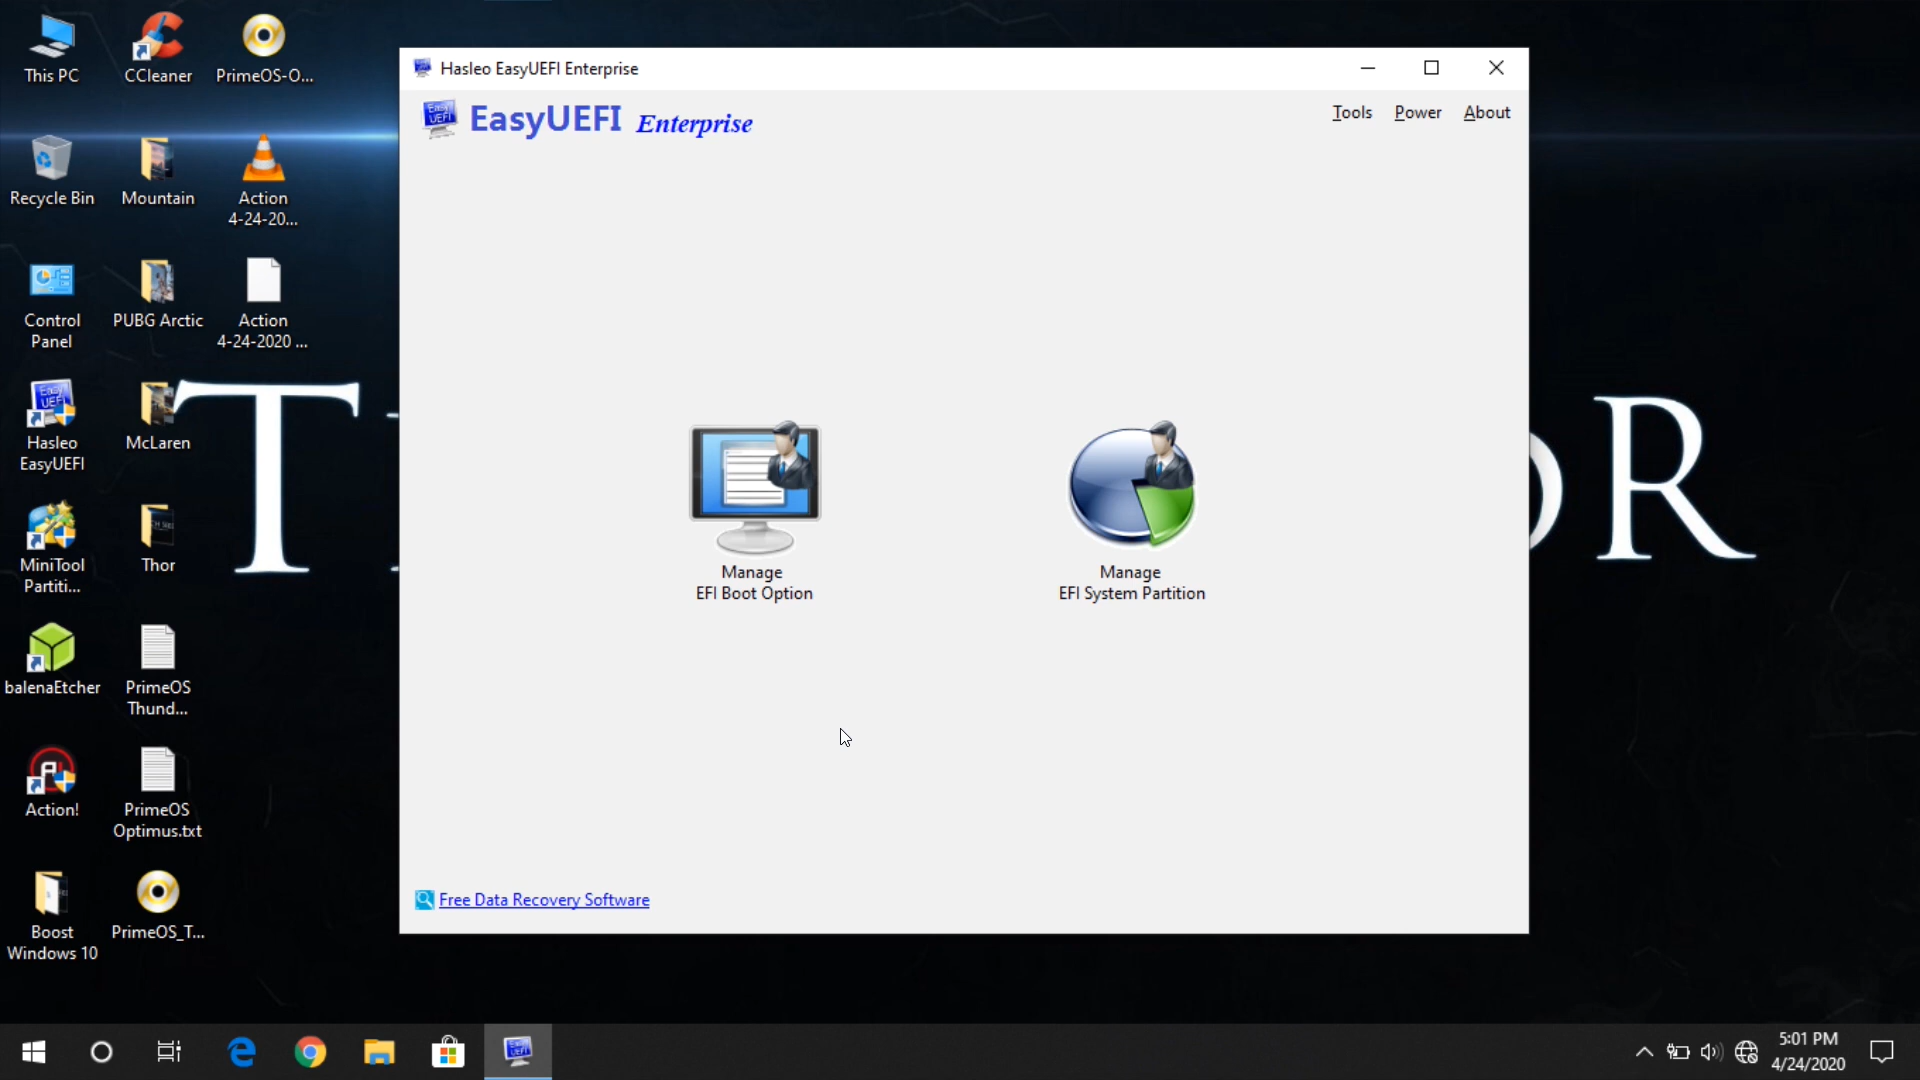 This PC
CCleaner
PrimeOS-O...
Recycle Bin
Mountain
Action
4-24-20...
Control
Panel
PUBG Arctic
Action
4-24-2020 ...
Hasleo
EasyUEFI
McLaren
MiniTool
Partiti...
Thor
balenaEtcher
PrimeOS
Thund...
Action!
PrimeOS
Optimus.txt
Boost
Windows 10
PrimeOS_T...
T
R
Hasleo EasyUEFI Enterprise
Easy
UEFI
EasyUEFI Enterprise
Tools
Power
About
Manage
EFI Boot Option
Manage
EFI System Partition
Free Data Recovery Software
5:01 PM
4/24/2020